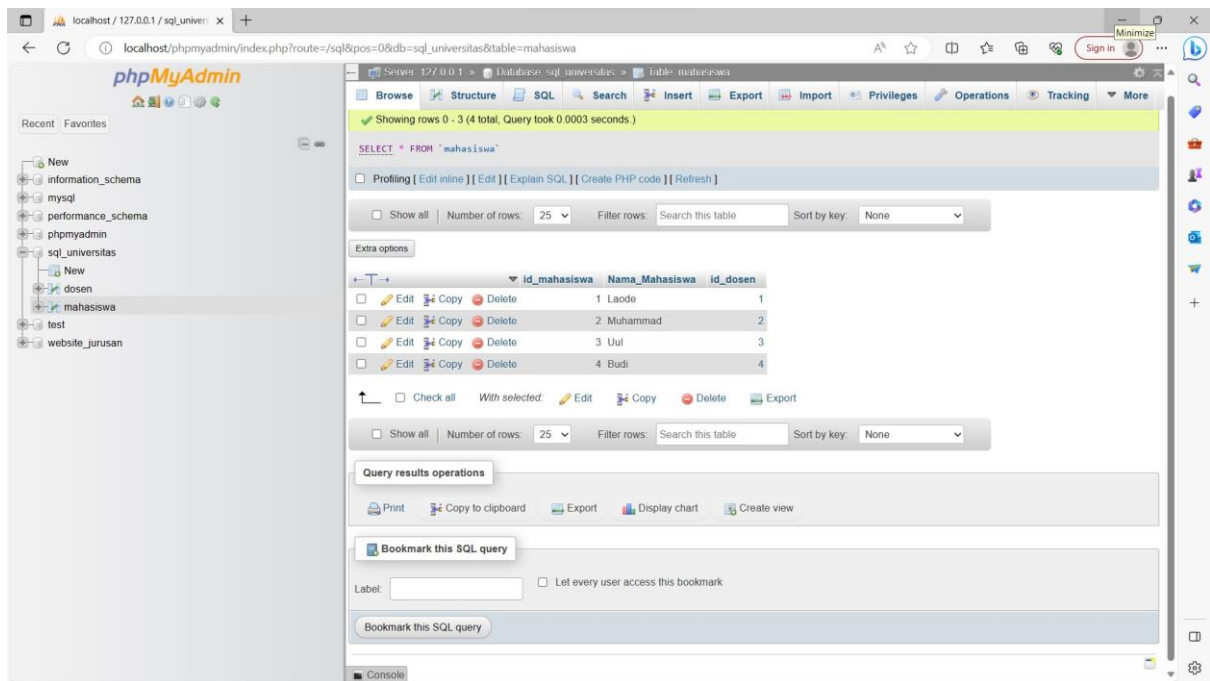 localhost / 127.0.0.1 / sql_univer
Minimize
localhost/phpmyadmin/index.php?route=/sql&pos=0&db=sql_universitas&table=mahasiswa
Sign in
phpMyAdmin
Recent Favorites
New
information_schema
mysql
performance_schema
phpmyadmin
sql_universitas
New
dosen
mahasiswa
test
website_jurusan
Server: 127.0.0.1 » Database: sql_universitas » Table: mahasiswa
Browse Structure SQL Search Insert Export Import Privileges Operations Tracking More
Showing rows 0 - 3 (4 total, Query took 0.0003 seconds.)
SELECT * FROM `mahasiswa`
Profiling [ Edit inline ] [ Edit ] [ Explain SQL ] [ Create PHP code ] [ Refresh ]
Show all | Number of rows: 25 Filter rows: Search this table Sort by key: None
Extra options
id_mahasiswa Nama_Mahasiswa id_dosen
Edit Copy Delete 1 Laode 1
Edit Copy Delete 2 Muhammad 2
Edit Copy Delete 3 Uul 3
Edit Copy Delete 4 Budi 4
Check all With selected: Edit Copy Delete Export
Show all | Number of rows: 25 Filter rows: Search this table Sort by key: None
Query results operations
Print Copy to clipboard Export Display chart Create view
Bookmark this SQL query
Label: Let every user access this bookmark
Bookmark this SQL query
Console